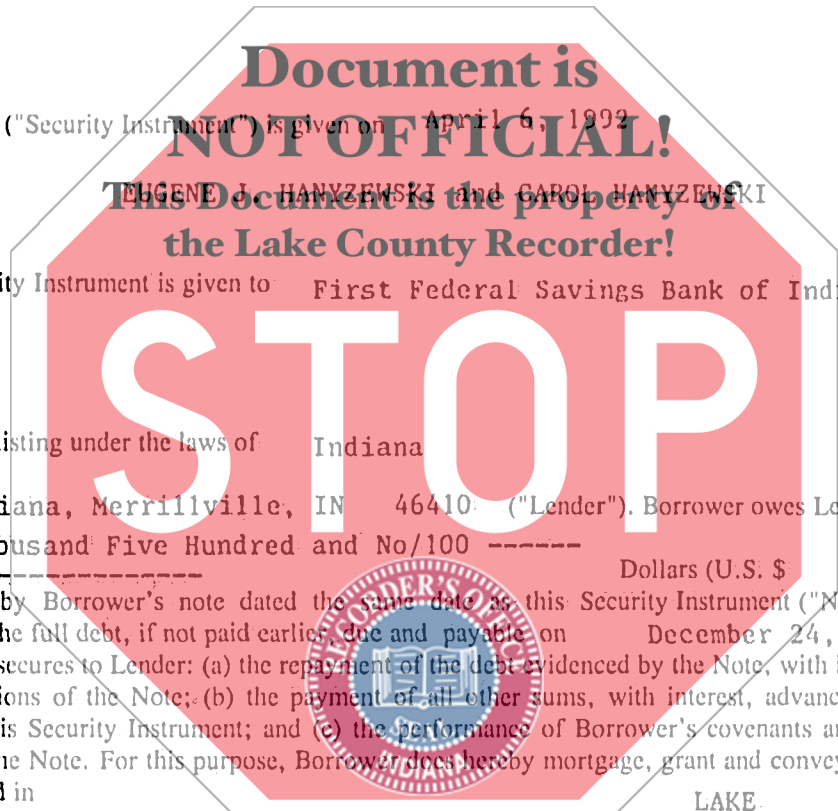 Document is
("Security Instrument") is given on April 6, 1992
NOT OFFICIAL!
EUGENE J. HANYZEWSKI and CAROL HANYZEWSKI
This Document is the property of
the Lake County Recorder!
ity Instrument is given to First Federal Savings Bank of Indi
STOP
isting under the laws of Indiana
iana, Merrillville, IN 46410 ("Lender"). Borrower owes Le
ousand Five Hundred and No/100 ------
-------------- Dollars (U.S. $
by Borrower's note dated the same date as this Security Instrument ("N
he full debt, if not paid earlier, due and payable on December 24,
secures to Lender: (a) the repayment of the debt evidenced by the Note, with i
ions of the Note; (b) the payment of all other sums, with interest, advanc
is Security Instrument; and (c) the performance of Borrower's covenants a
he Note. For this purpose, Borrower does hereby mortgage, grant and convey
d in LAKE
RECORDER'S OFFICE
SEAL
INDIANA